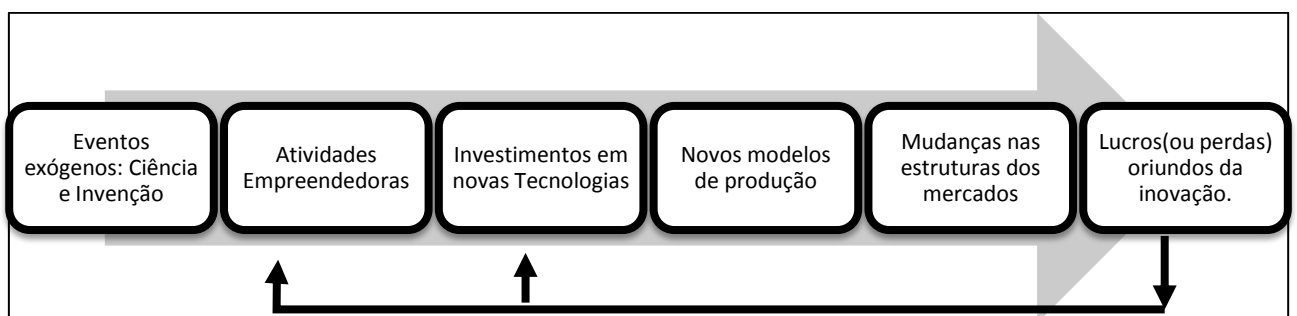 Eventos
exógenos: Ciência
e Invenção
Atividades
Empreendedoras
Investimentos em
novas Tecnologias
Novos modelos
de produção
Mudanças nas
estruturas dos
mercados
Lucros(ou perdas)
oriundos da
inovação.